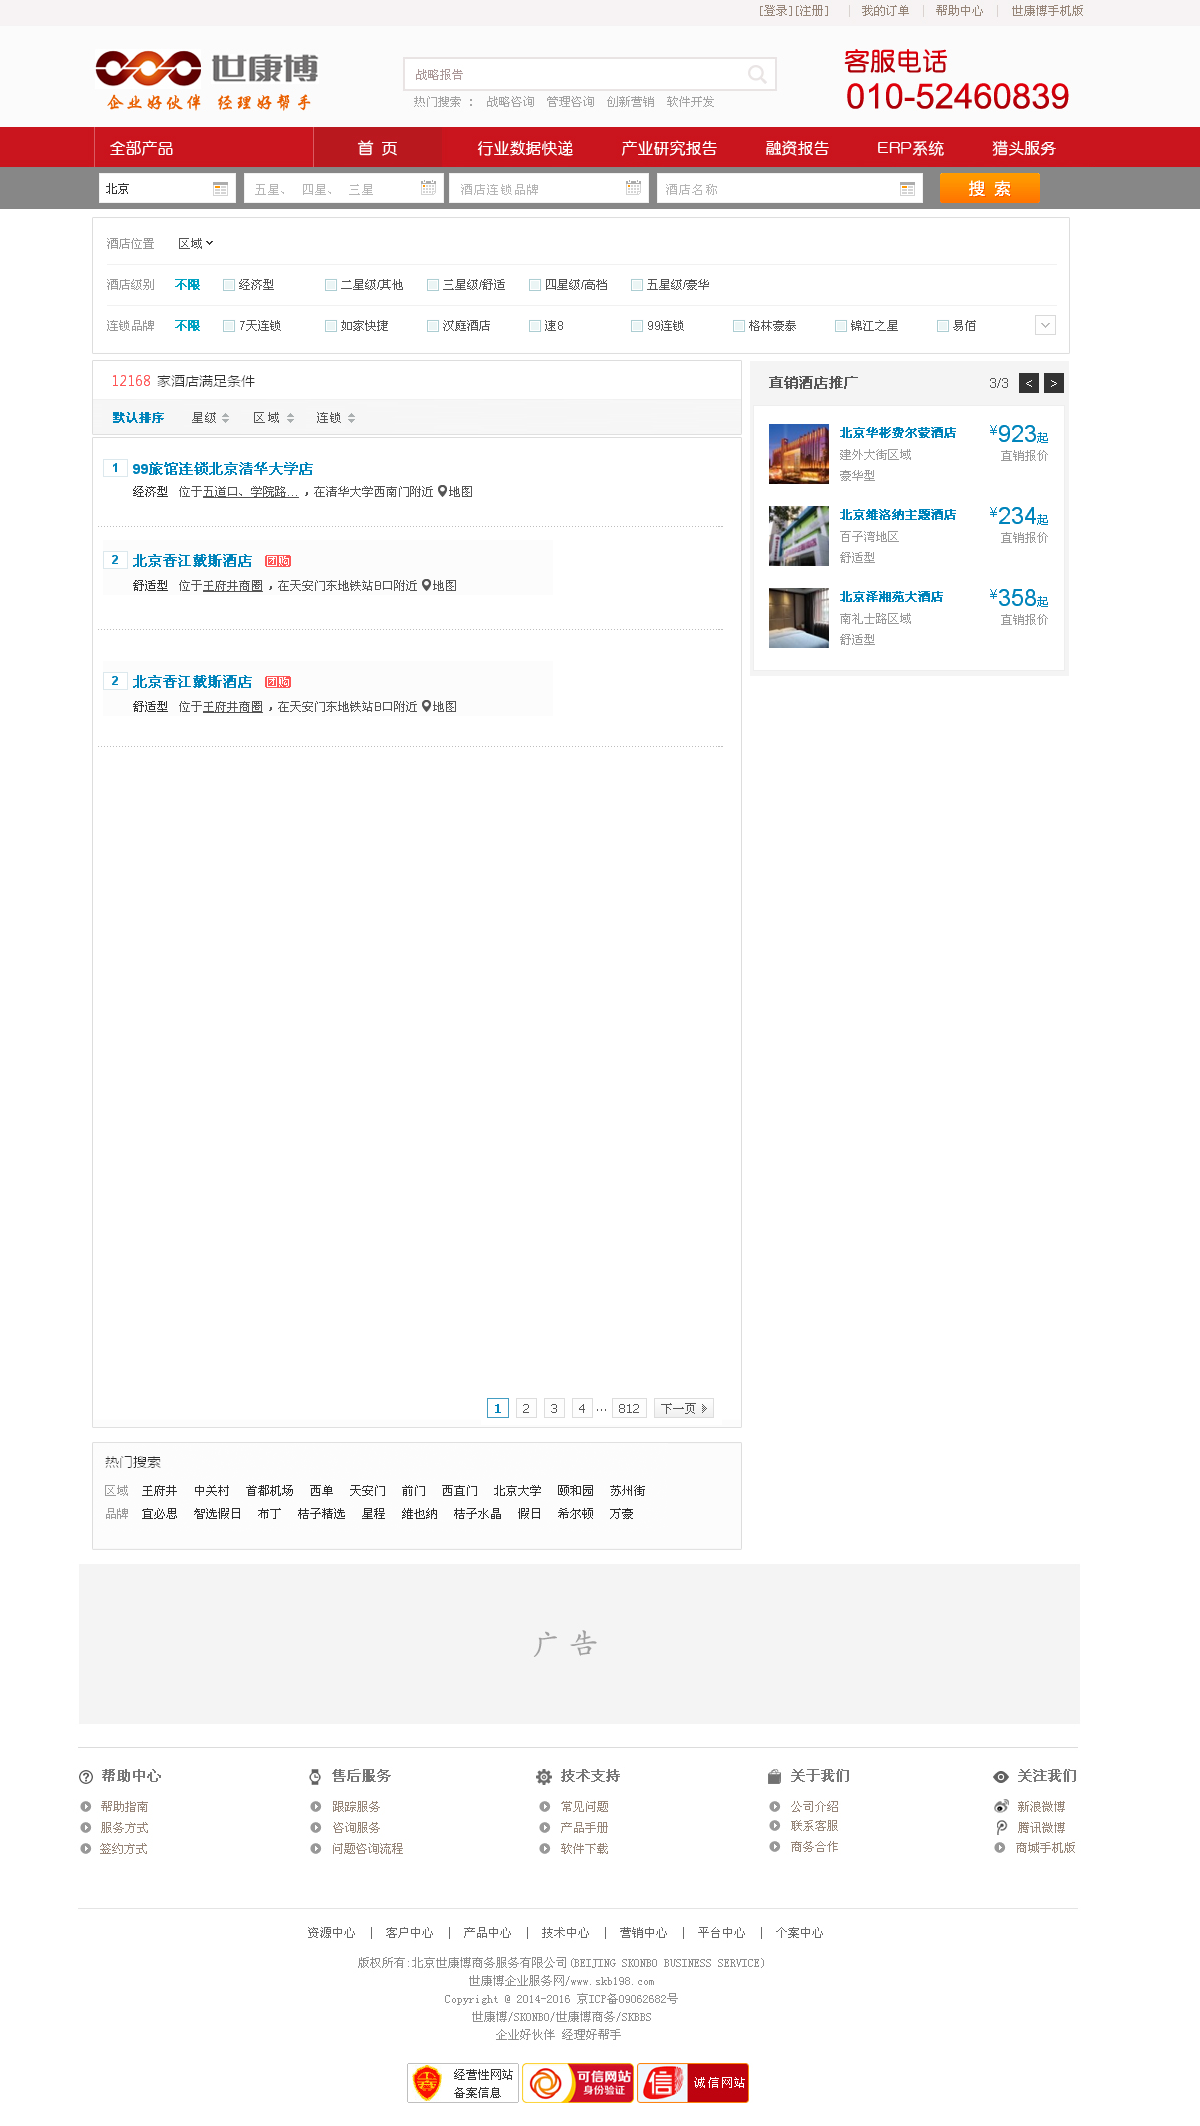 [登录][注册] | 我的订单 | 帮助中心 | 世康博手机版
世康博
企业好伙伴 经理好帮手
战略报告
热门搜索： 战略咨询 管理咨询 创新营销 软件开发
客服电话
010-52460839
全部产品 首 页 行业数据快递 产业研究报告 融资报告 ERP系统 猎头服务
北京 五星、 四星、 三星 酒店连锁品牌 酒店名称 搜 索
酒店位置 区域
酒店级别 不限 经济型 二星级/其他 三星级/舒适 四星级/高档 五星级/豪华
连锁品牌 不限 7天连锁 如家快捷 汉庭酒店 速8 99连锁 格林豪泰 锦江之星 易佰
12168 家酒店满足条件
默认排序 星级 区域 连锁
1 99旅馆连锁北京清华大学店
经济型 位于五道口、学院路... ，在清华大学西南门附近 地图
2 北京香江戴斯酒店 团购
舒适型 位于王府井商圈 ，在天安门东地铁站B口附近 地图
2 北京香江戴斯酒店 团购
舒适型 位于王府井商圈 ，在天安门东地铁站B口附近 地图
直销酒店推广 3/3 < >
北京华彬费尔蒙酒店 ¥923起
建外大街区域 直销报价
豪华型
北京维洛纳主题酒店 ¥234起
百子湾地区 直销报价
舒适型
北京泽湘苑大酒店 ¥358起
南礼士路区域 直销报价
舒适型
1 2 3 4 ... 812 下一页
热门搜索
区域 王府井 中关村 首都机场 西单 天安门 前门 西直门 北京大学 颐和园 苏州街
品牌 宜必思 智选假日 布丁 桔子精选 星程 维也纳 桔子水晶 假日 希尔顿 万豪
广告
帮助中心 售后服务 技术支持 关于我们 关注我们
帮助指南 跟踪服务 常见问题 公司介绍 新浪微博
服务方式 咨询服务 产品手册 联系客服 腾讯微博
签约方式 问题咨询流程 软件下载 商务合作 商城手机版
资源中心 | 客户中心 | 产品中心 | 技术中心 | 营销中心 | 平台中心 | 个案中心
版权所有:北京世康博商务服务有限公司(BEIJING SKONBO BUSINESS SERVICE)
世康博企业服务网/www.skb198.com
Copyright @ 2014-2016 京ICP备09062682号
世康博/SKONBO/世康博商务/SKBBS
企业好伙伴 经理好帮手
经营性网站
备案信息
可信网站
身份验证
信
诚信网站